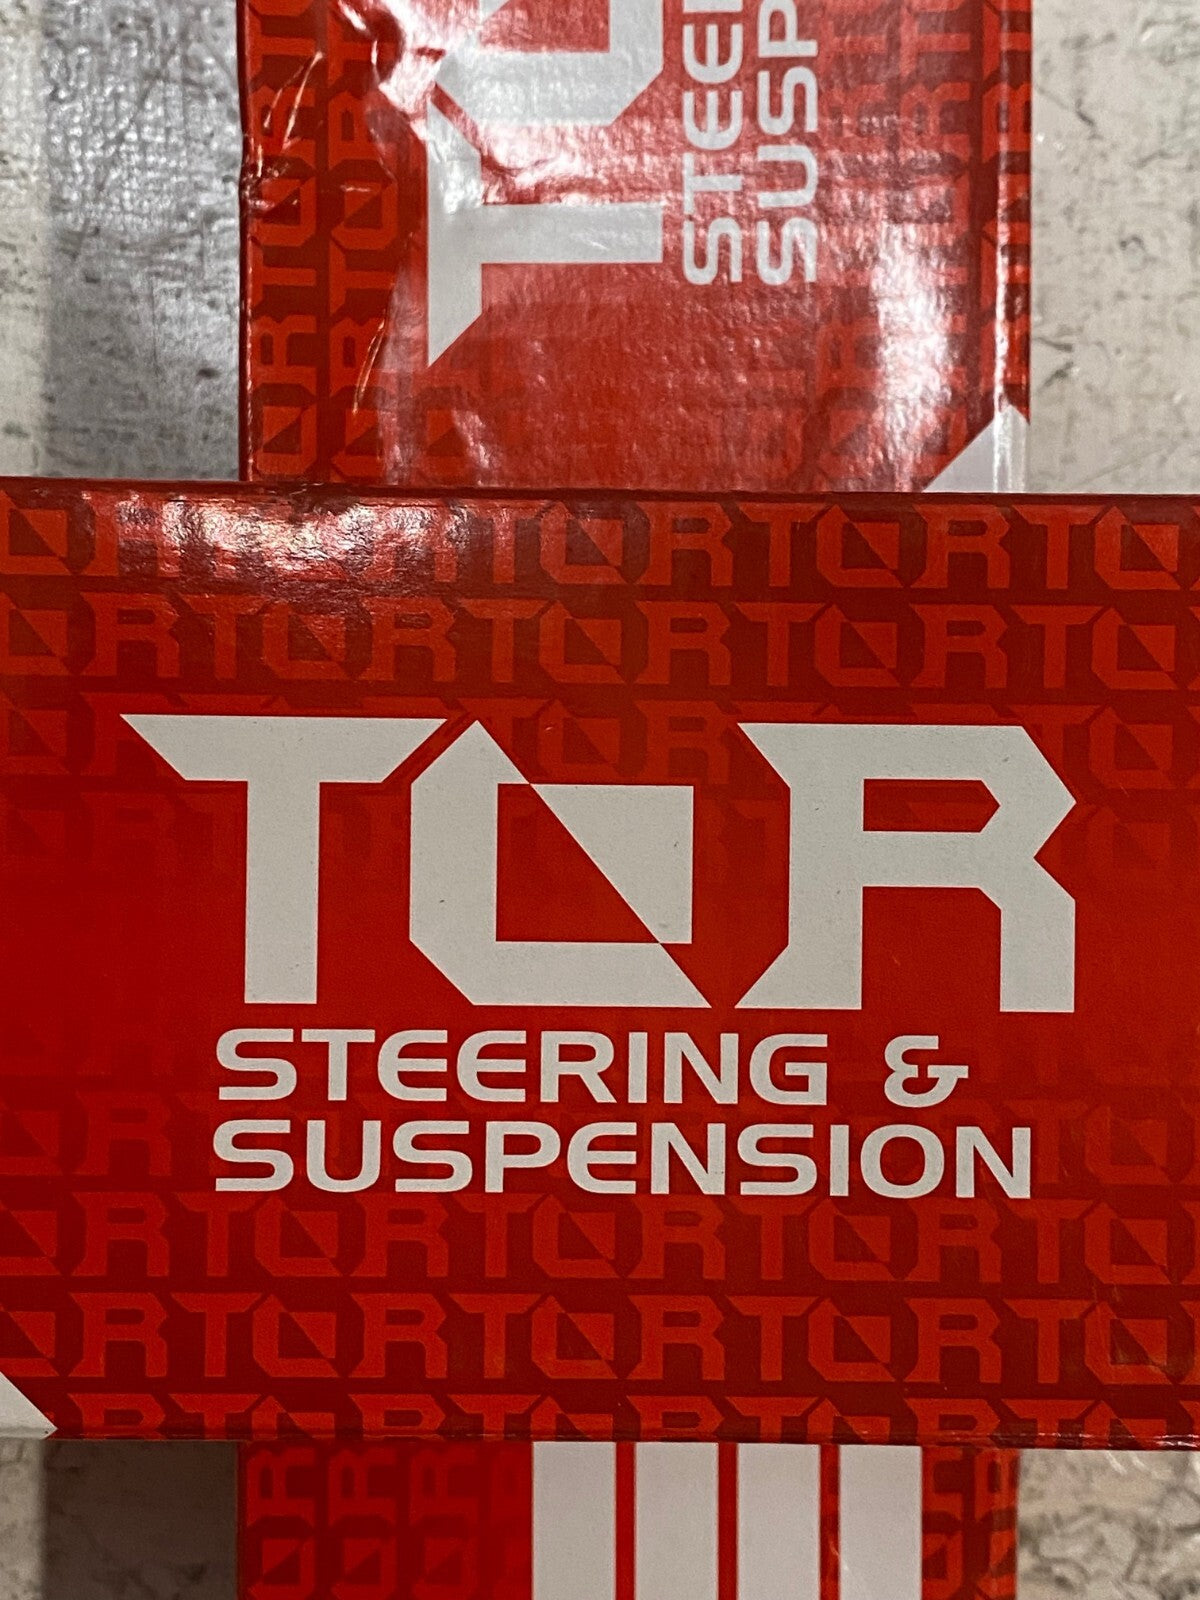 TOR
STEERING &
SUSPENSION